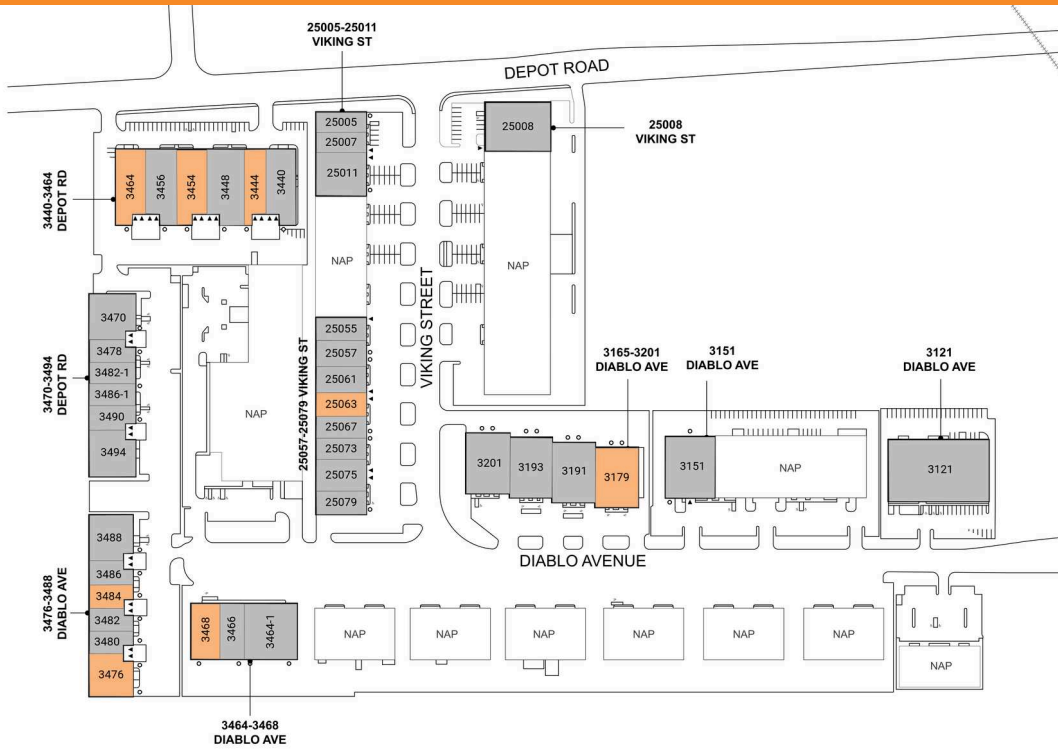 25005-25011
VIKING ST
DEPOT ROAD
25008
VIKING ST
25005
25007
25011
NAP
25008
NAP
3440-3464
DEPOT RD
3464
3456
3454
3448
3444
3440
3470-3494
DEPOT RD
3470
3478
3482-1
3486-1
3490
3494
NAP
25057-25079 VIKING ST
25055
25057
25061
25063
25067
25073
25075
25079
VIKING STREET
3165-3201
DIABLO AVE
3151
DIABLO AVE
3121
DIABLO AVE
3201
3193
3191
3179
3151
NAP
3121
DIABLO AVENUE
3476-3488
DIABLO AVE
3488
3486
3484
3482
3480
3476
3468
3466
3464-1
NAP
NAP
NAP
NAP
NAP
NAP
NAP
3464-3468
DIABLO AVE